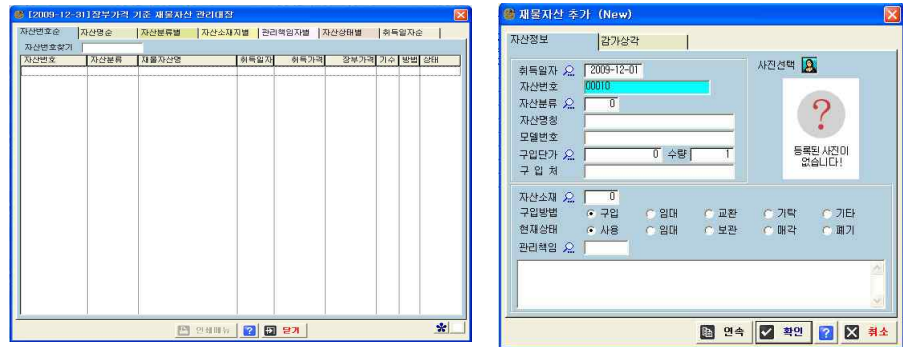 [2009-12-31]장부가격 기준 재물자산 관리대장
자산번호순 자산명순 자산분류별 자산소재지별 관리책임자별 자산상태별 취득일자순
자산번호찾기
자산번호 자산분류 재물자산명 취득일자 취득가격 장부가격 기수 방법 상태
인쇄메뉴 ? 닫기
재물자산 추가 (New)
자산정보 감가상각
취득일자 2009-12-01 사진선택
자산번호 00010
자산분류 0
자산명칭
모델번호
구입단가 0 수량 1
구 입 처
?
등록된 사진이
없습니다!
자산소재 0
구입방법 구입 임대 교환 기탁 기타
현재상태 사용 임대 보관 매각 폐기
관리책임
연속 확인 ? 취소